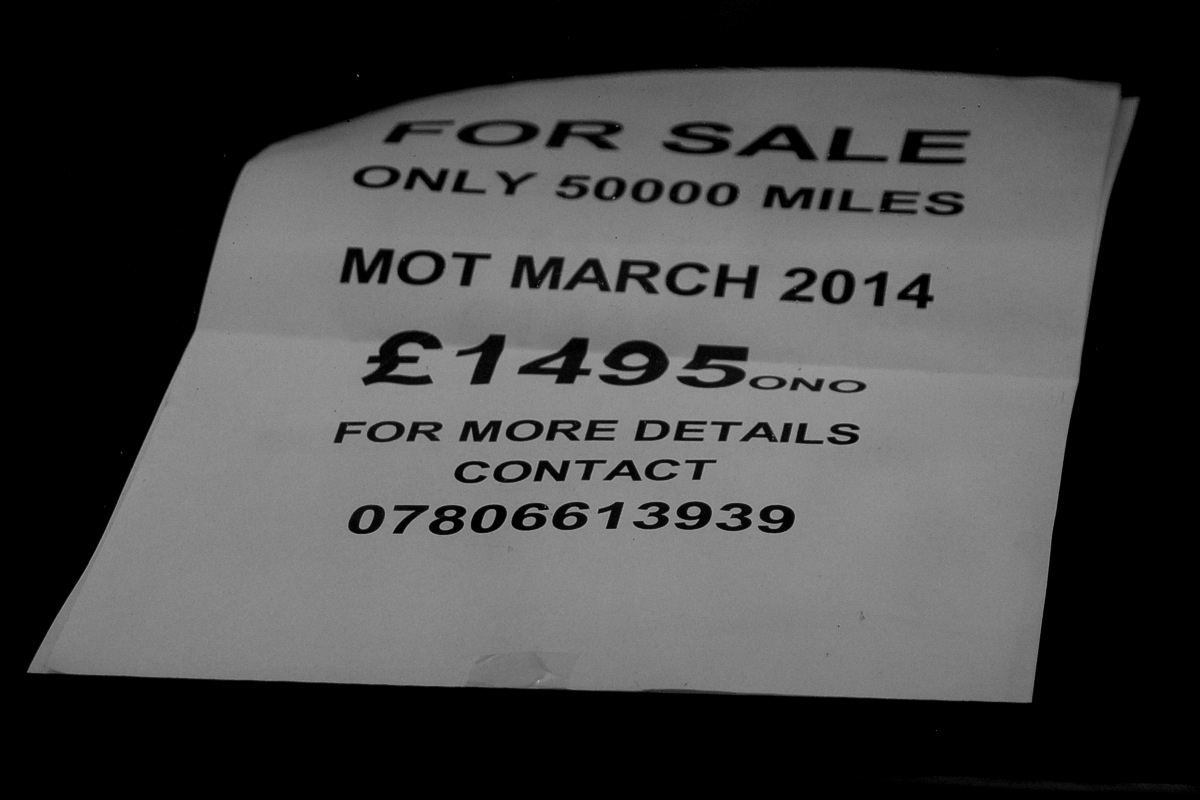 FOR SALE
ONLY 50000 MILES
MOT MARCH 2014
£1495ONO
FOR MORE DETAILS
CONTACT
07806613939